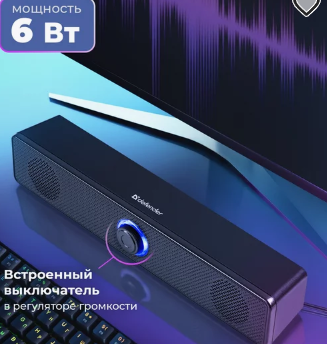 мощность
6 Вт
defender
Встроенный
выключатель
в регуляторе громкости